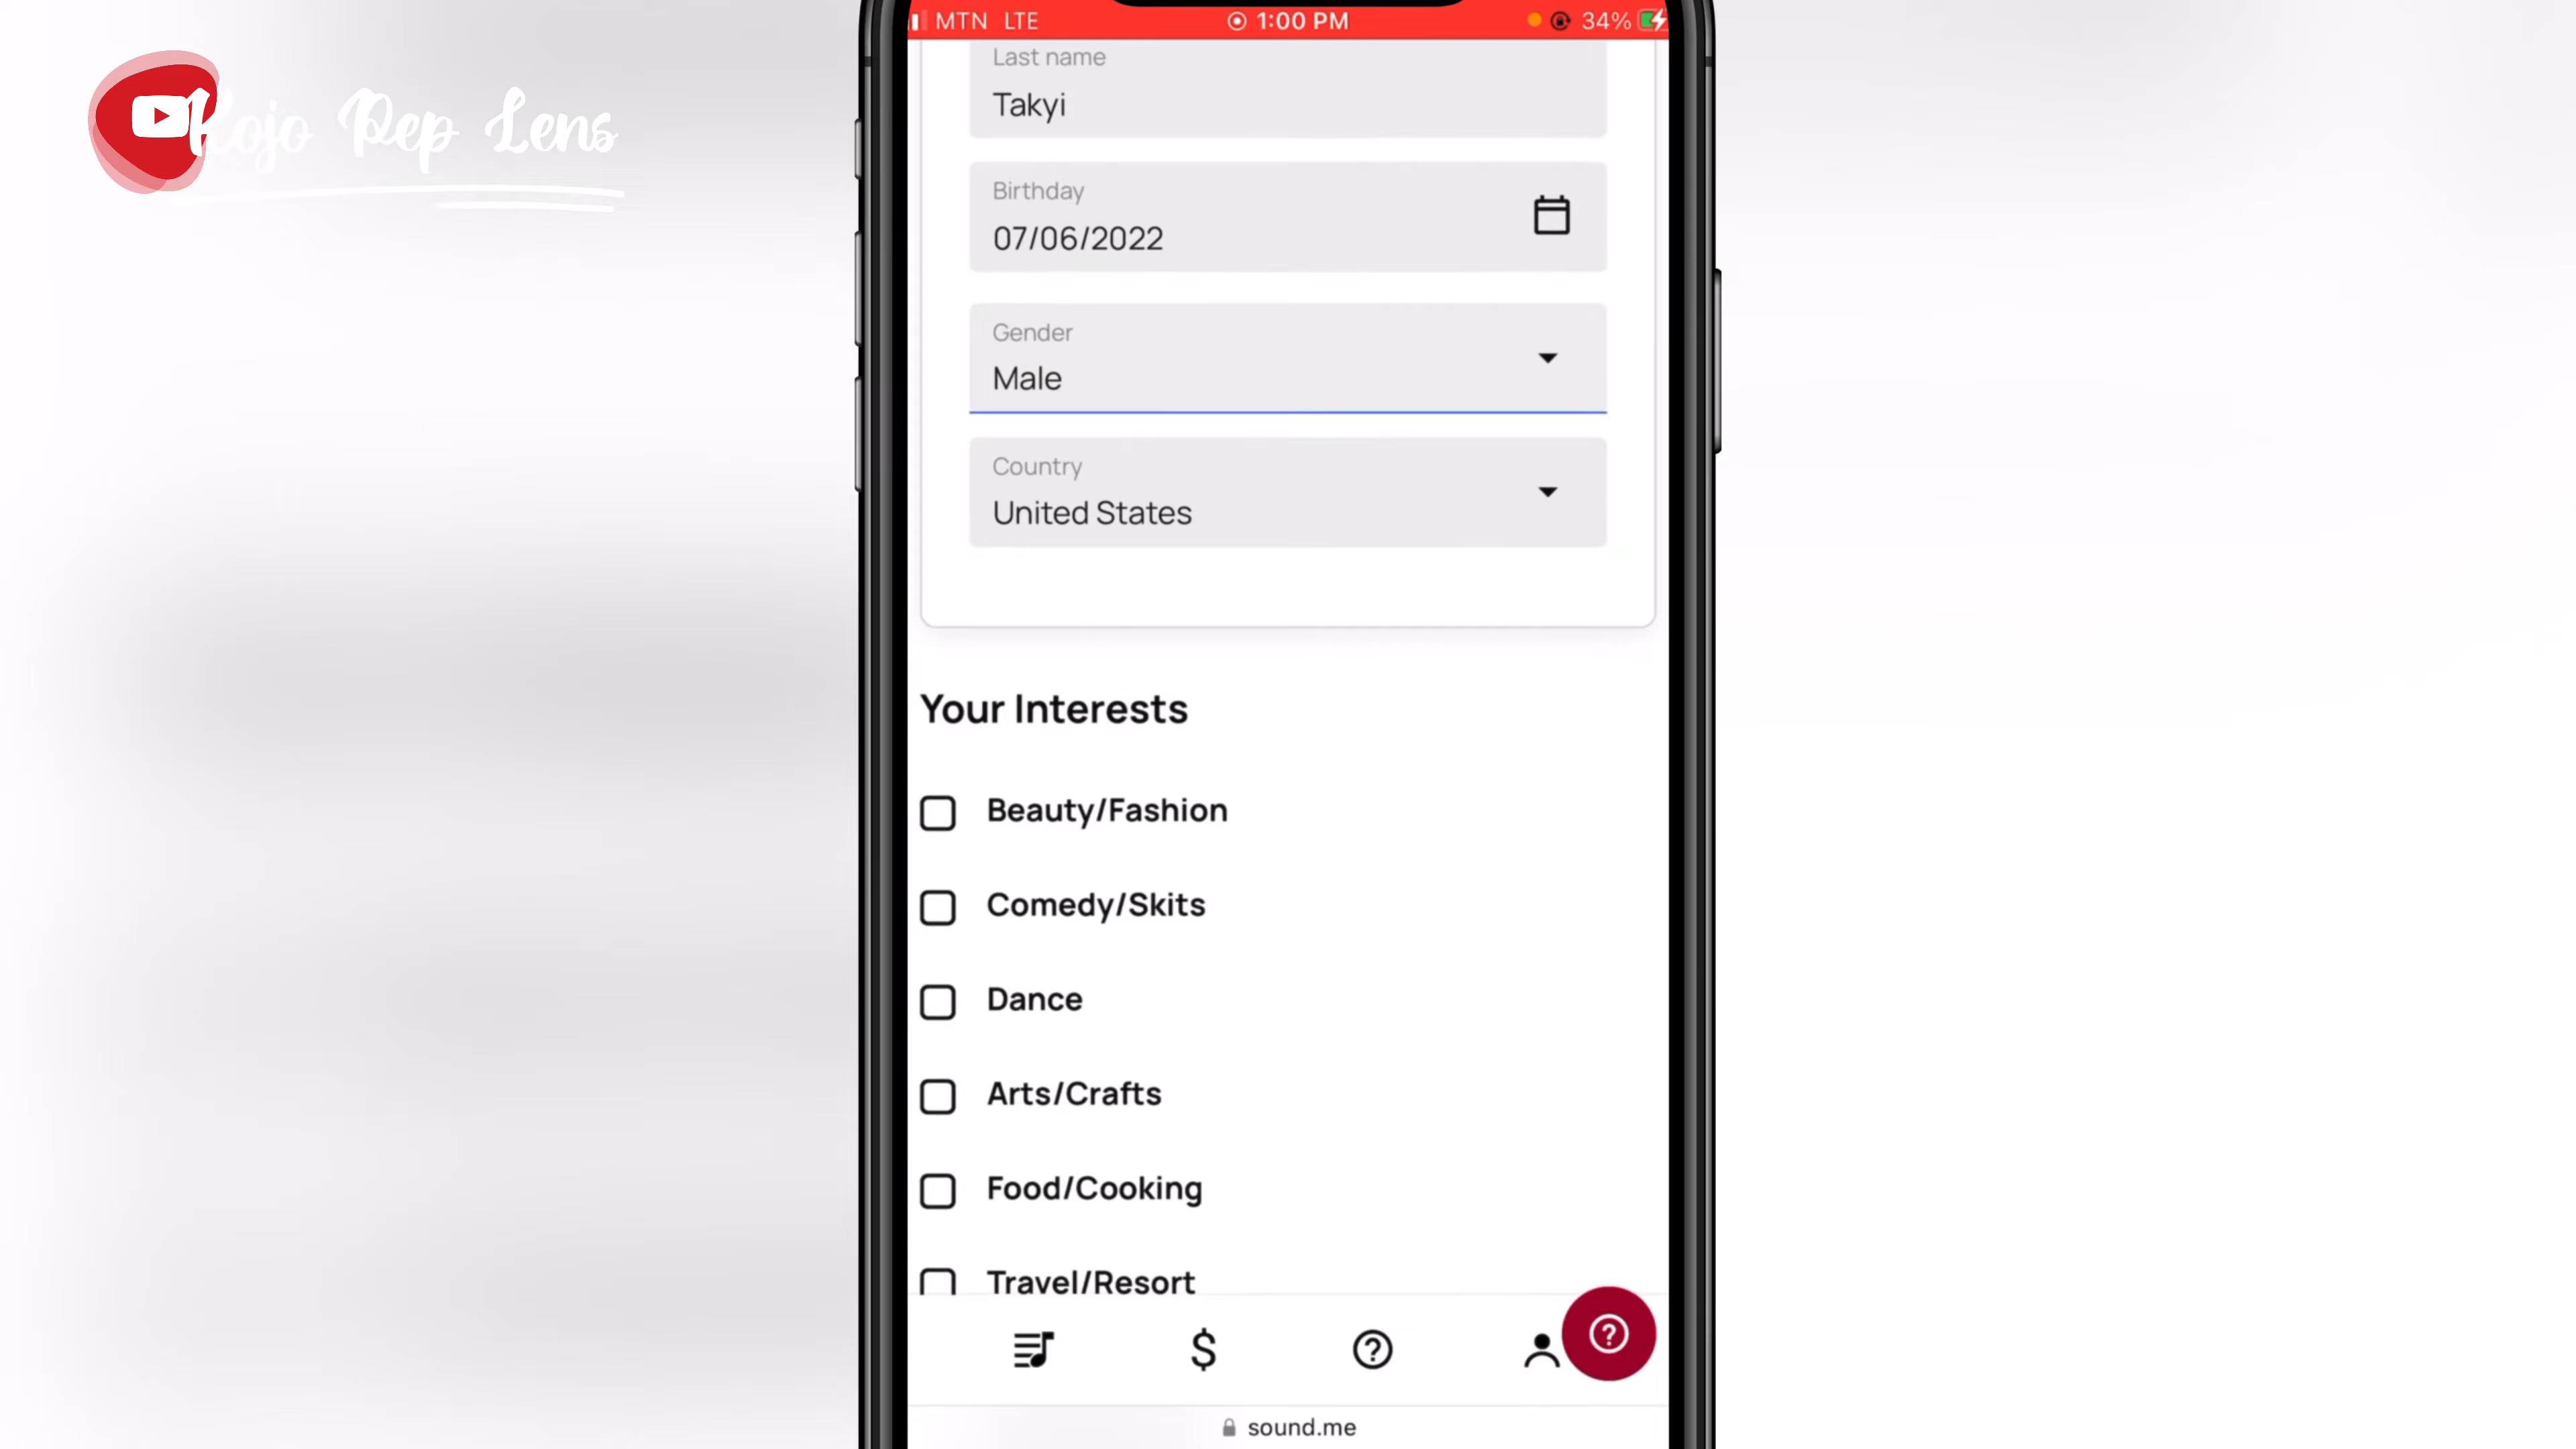 Kojo Pep Lens
MTN LTE 1:00 PM 34%
Last name
Takyi
Birthday
07/06/2022
Gender
Male
Country
United States
Your Interests
Beauty/Fashion
Comedy/Skits
Dance
Arts/Crafts
Food/Cooking
Travel/Resort
sound.me